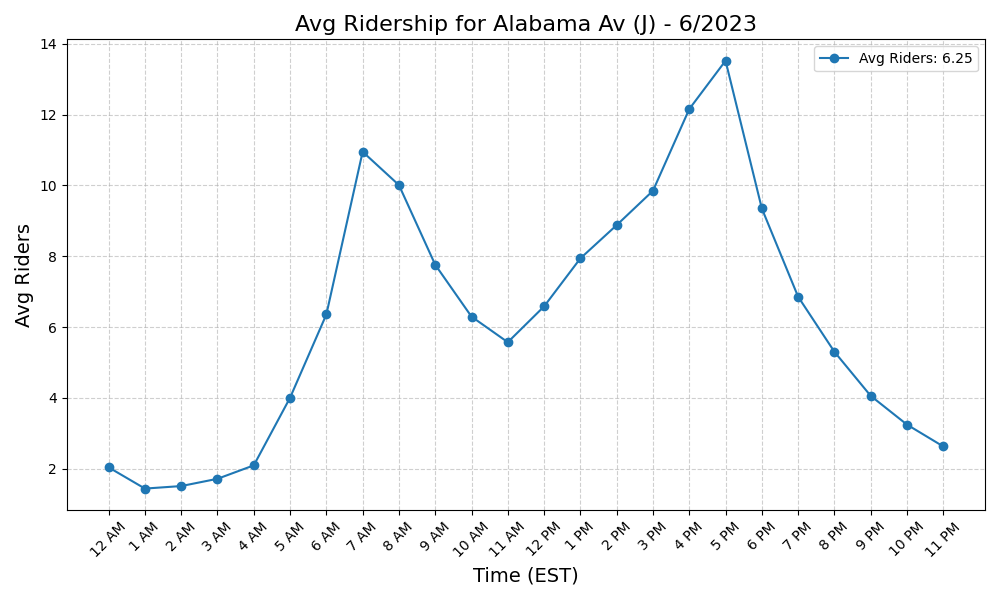 Avg Ridership for Alabama Av (J) - 6/2023
Avg Riders: 6.25
Avg Riders
14
12
10
8
6
4
2
12 AM
1 AM
2 AM
3 AM
4 AM
5 AM
6 AM
7 AM
8 AM
9 AM
10 AM
11 AM
12 PM
1 PM
2 PM
3 PM
4 PM
5 PM
6 PM
7 PM
8 PM
9 PM
10 PM
11 PM
Time (EST)